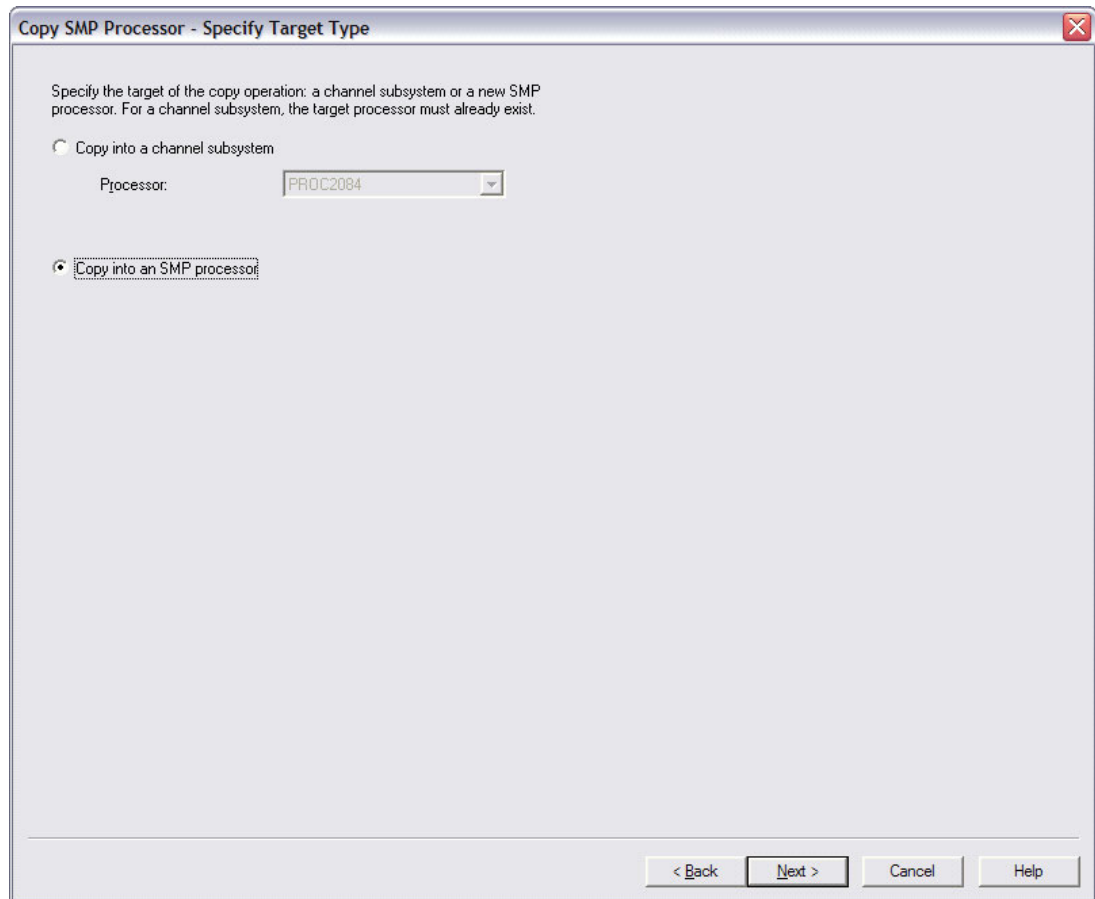 Copy SMP Processor - Specify Target Type
Specify the target of the copy operation: a channel subsystem or a new SMP
processor. For a channel subsystem, the target processor must already exist.
Copy into a channel subsystem
Processor: PROC2084
Copy into an SMP processor
< Back Next > Cancel Help